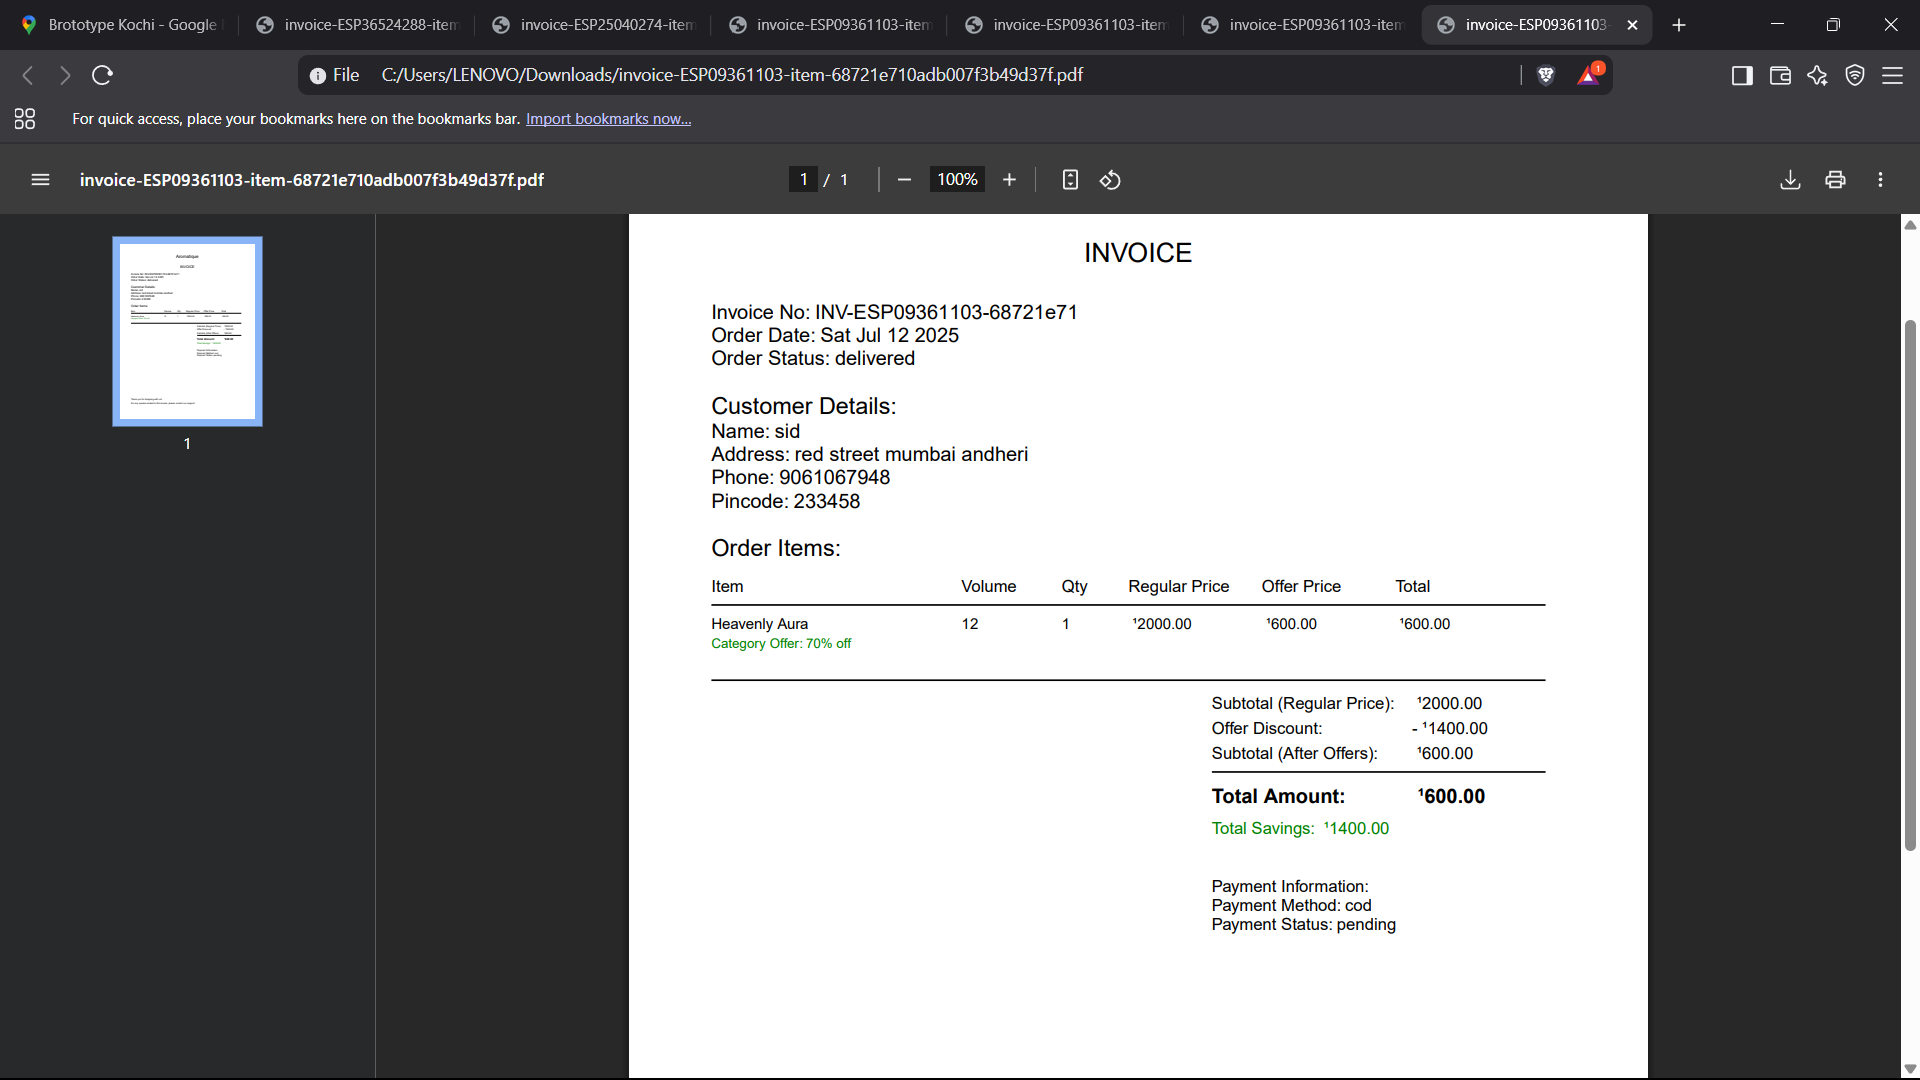 Brototype Kochi - Google
invoice-ESP36524288-item
invoice-ESP25040274-item
invoice-ESP09361103-item
invoice-ESP09361103-item
invoice-ESP09361103-item
invoice-ESP09361103-
File C:/Users/LENOVO/Downloads/invoice-ESP09361103-item-68721e710adb007f3b49d37f.pdf
1
For quick access, place your bookmarks here on the bookmarks bar. Import bookmarks now...
invoice-ESP09361103-item-68721e710adb007f3b49d37f.pdf
1 / 1
100%
Aromatique
INVOICE
1
INVOICE
Invoice No: INV-ESP09361103-68721e71
Order Date: Sat Jul 12 2025
Order Status: delivered
Customer Details:
Name: sid
Address: red street mumbai andheri
Phone: 9061067948
Pincode: 233458
Order Items:
Item Volume Qty Regular Price Offer Price Total
Heavenly Aura 12 1 ¹2000.00 ¹600.00 ¹600.00
Category Offer: 70% off
Subtotal (Regular Price): ¹2000.00
Offer Discount: - ¹1400.00
Subtotal (After Offers): ¹600.00
Total Amount: ¹600.00
Total Savings: ¹1400.00
Payment Information:
Payment Method: cod
Payment Status: pending